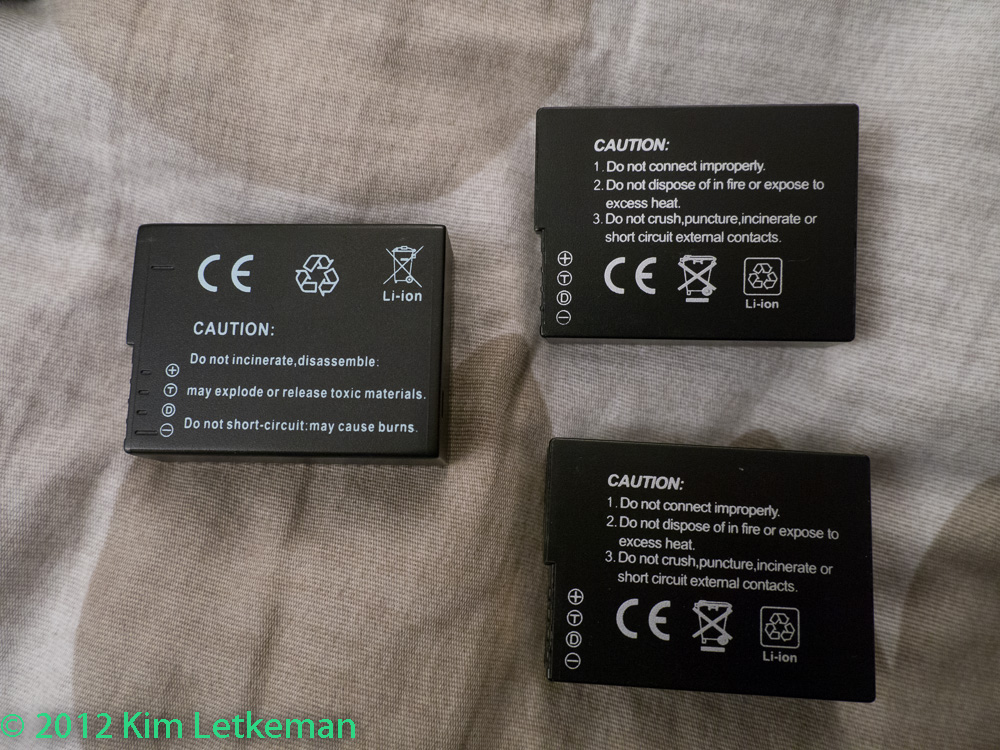 CE
Li-ion
CAUTION:
Do not incinerate,disassemble:
+
T may explode or release toxic materials.
D
− Do not short-circuit:may cause burns.
CAUTION:
1. Do not connect improperly.
2. Do not dispose of in fire or expose to
excess heat.
3. Do not crush,puncture,incinerate or
short circuit external contacts.
+
T
D
−
CE
Li-ion
CAUTION:
1. Do not connect improperly.
2. Do not dispose of in fire or expose to
excess heat.
3. Do not crush,puncture,incinerate or
short circuit external contacts.
+
T
D
−
CE
Li-ion
© 2012 Kim Letkeman